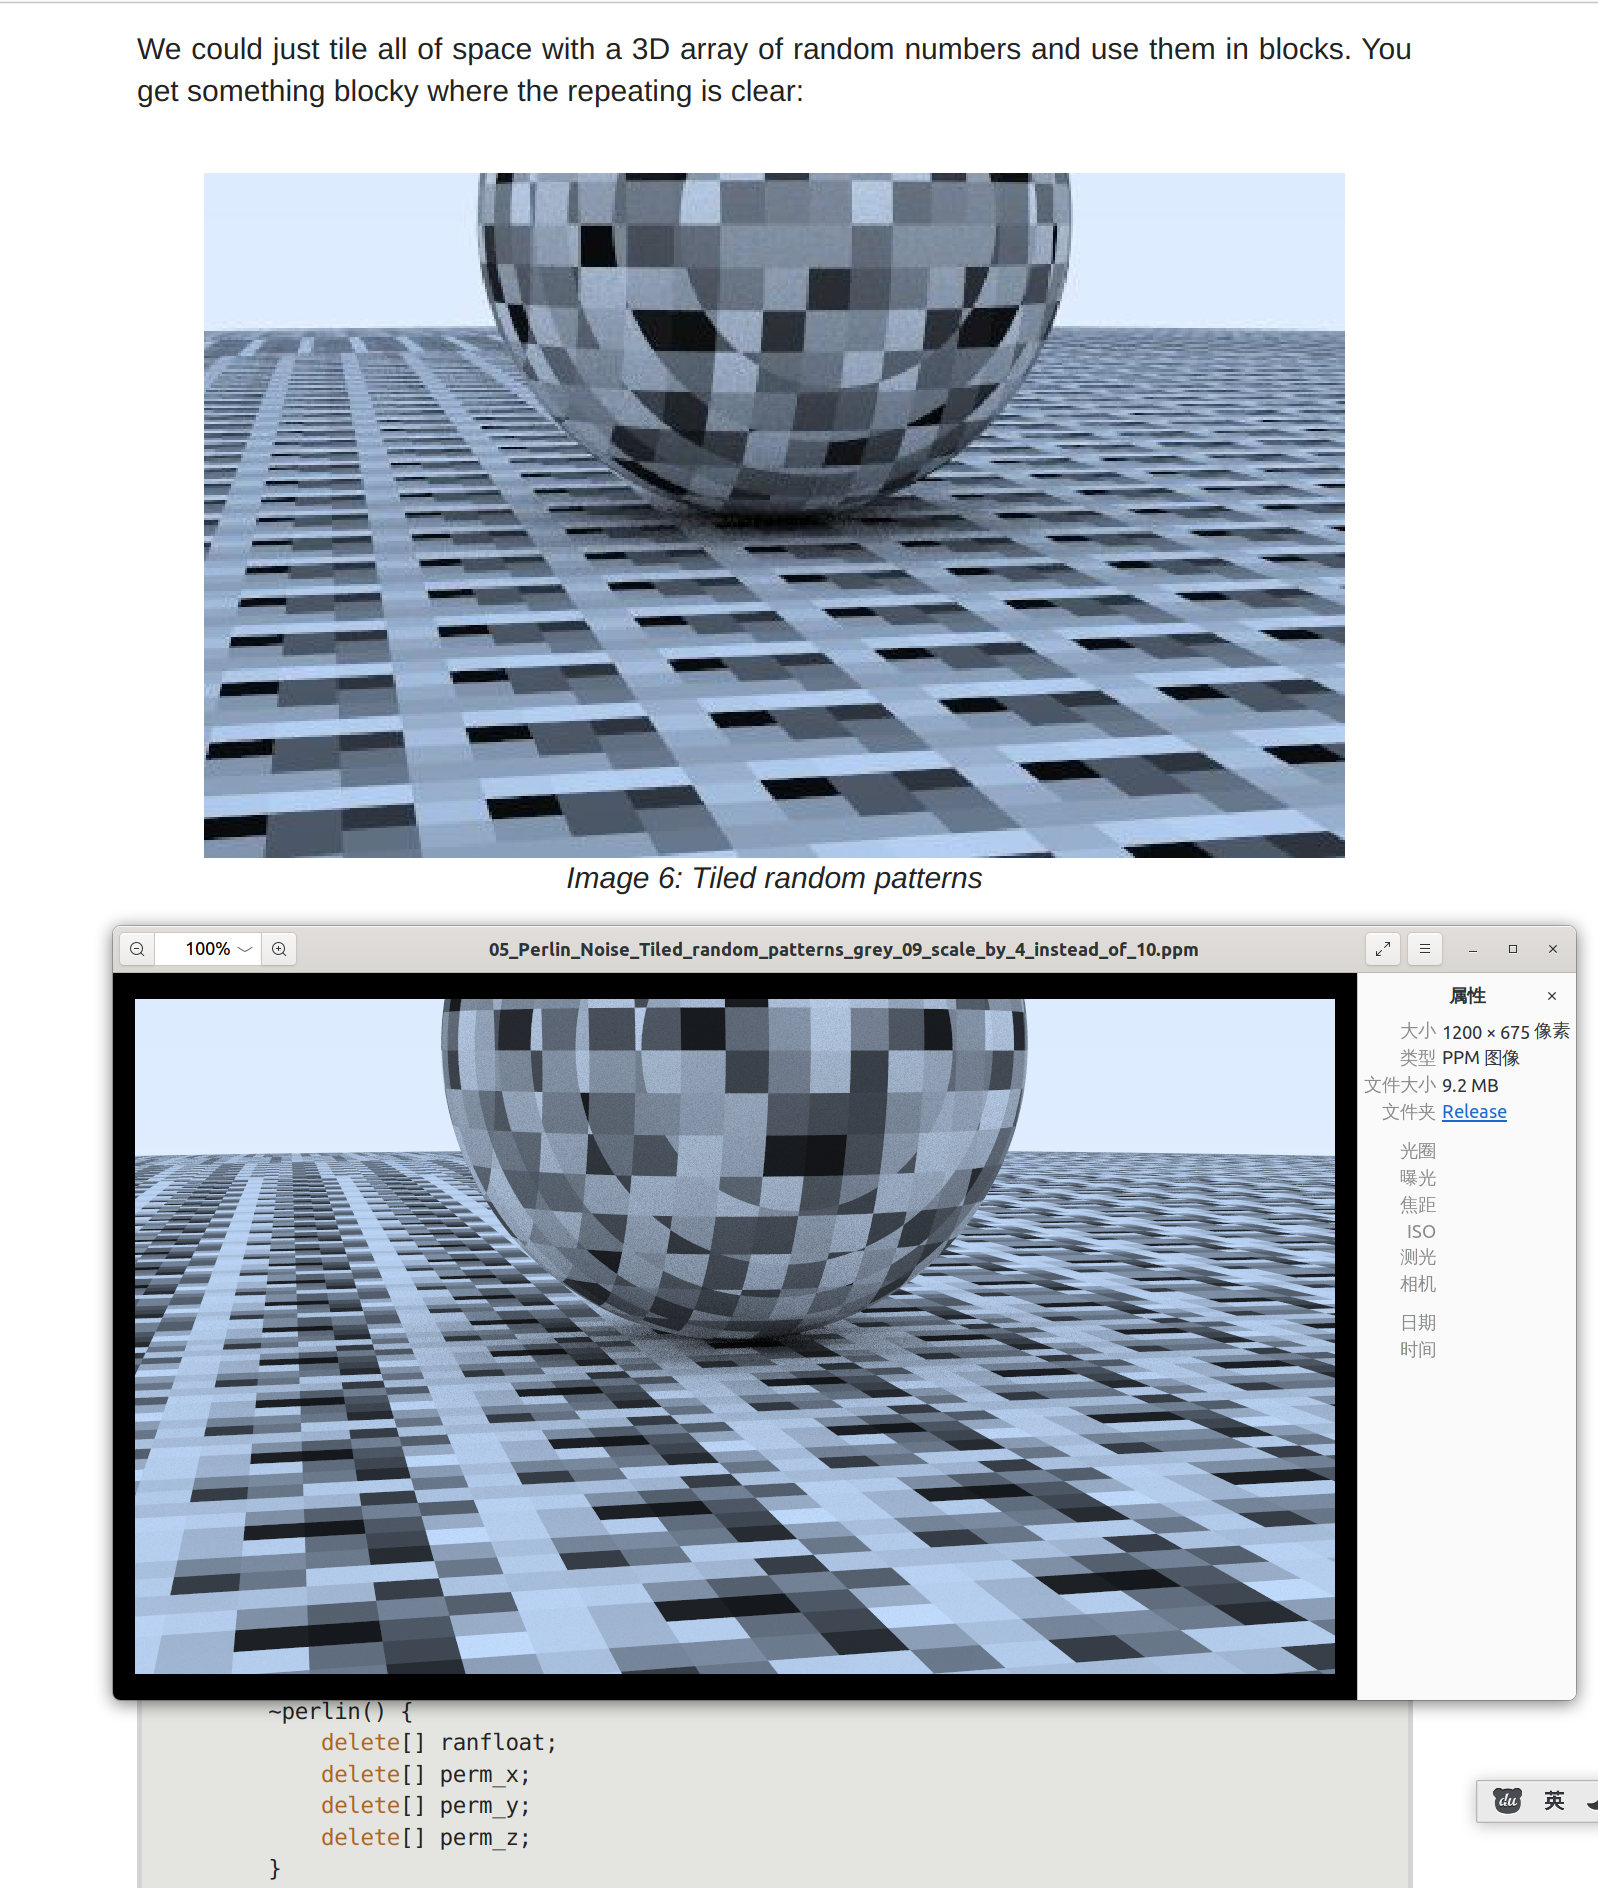 We could just tile all of space with a 3D array of random numbers and use them in blocks. You
get something blocky where the repeating is clear:
Image 6: Tiled random patterns
100%
05_Perlin_Noise_Tiled_random_patterns_grey_09_scale_by_4_instead_of_10.ppm
属性
大小 1200 × 675 像素
类型 PPM 图像
文件大小 9.2 MB
文件夹 Release
光圈
曝光
焦距
ISO
测光
相机
日期
时间
~perlin() {
delete[] ranfloat;
delete[] perm_x;
delete[] perm_y;
delete[] perm_z;
}
du 英